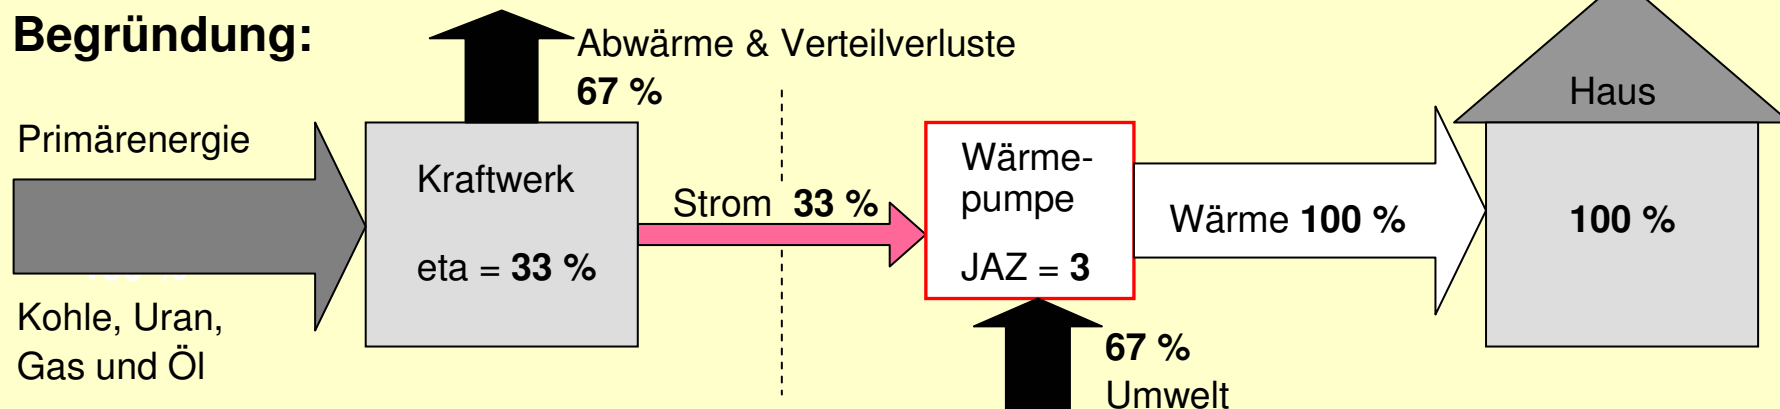 Begründung:
Abwärme & Verteilverluste
67 %
Primärenergie
Kohle, Uran,
Gas und Öl
Kraftwerk
eta = 33 %
Strom 33 %
Wärme-
pumpe
JAZ = 3
67 %
Umwelt
Wärme 100 %
Haus
100 %